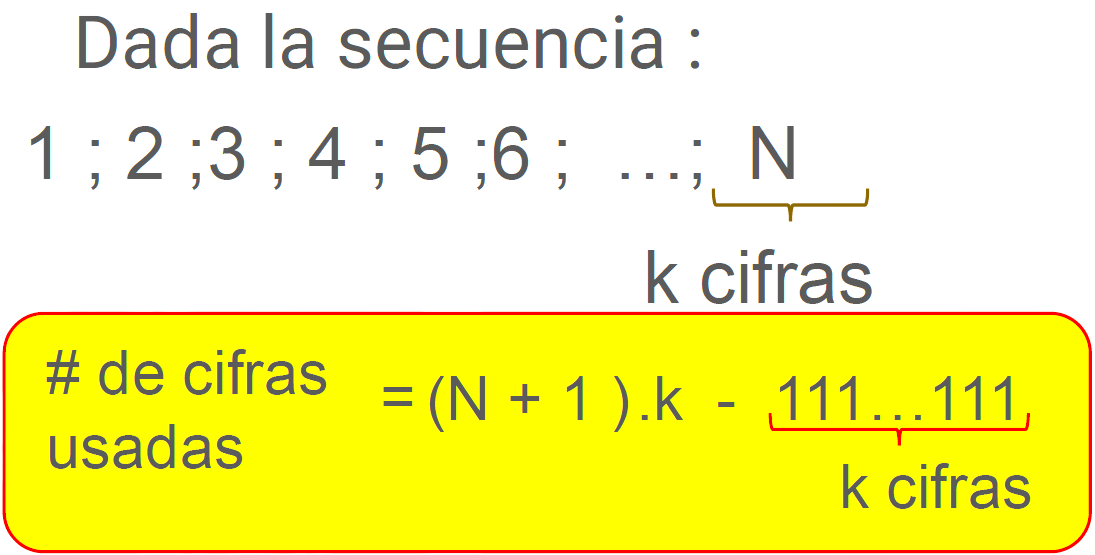 Dada la secuencia :
1 ; 2 ;3 ; 4 ; 5 ;6 ; ...; N
k cifras
# de cifras usadas = (N + 1 ).k - 111...111
k cifras